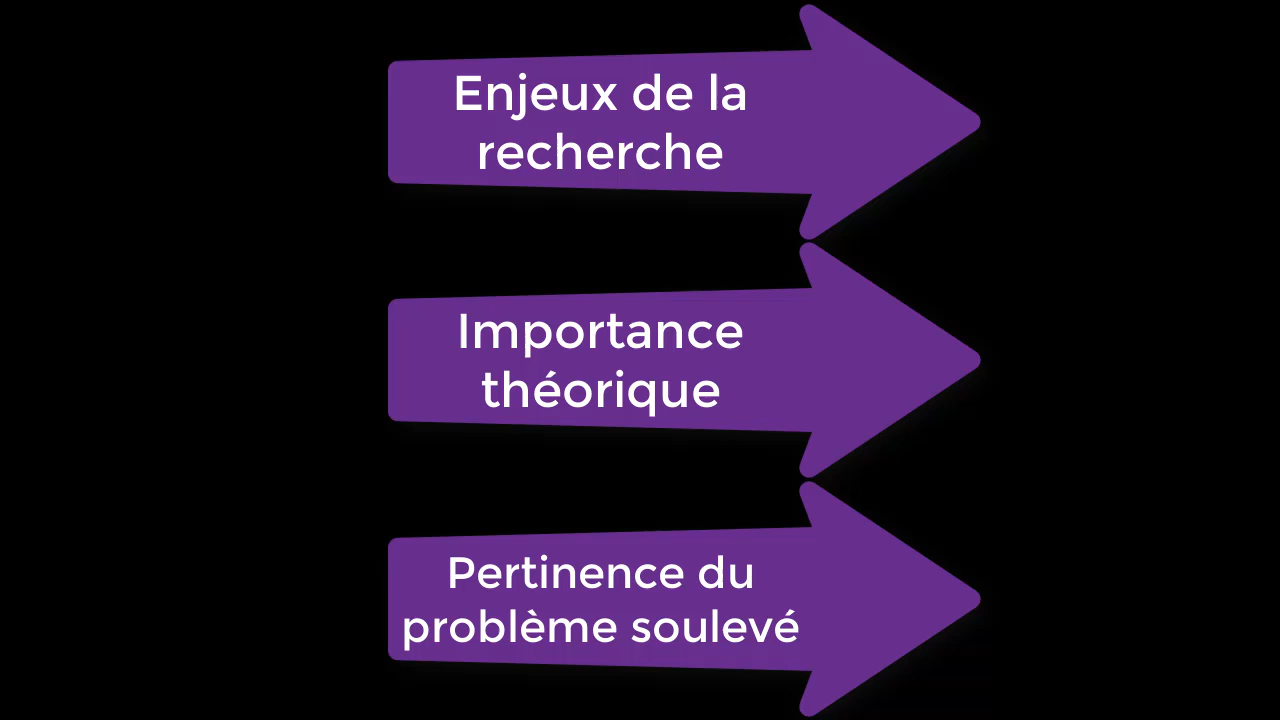 Enjeux de la
recherche
Importance
théorique
Pertinence du
problème soulevé